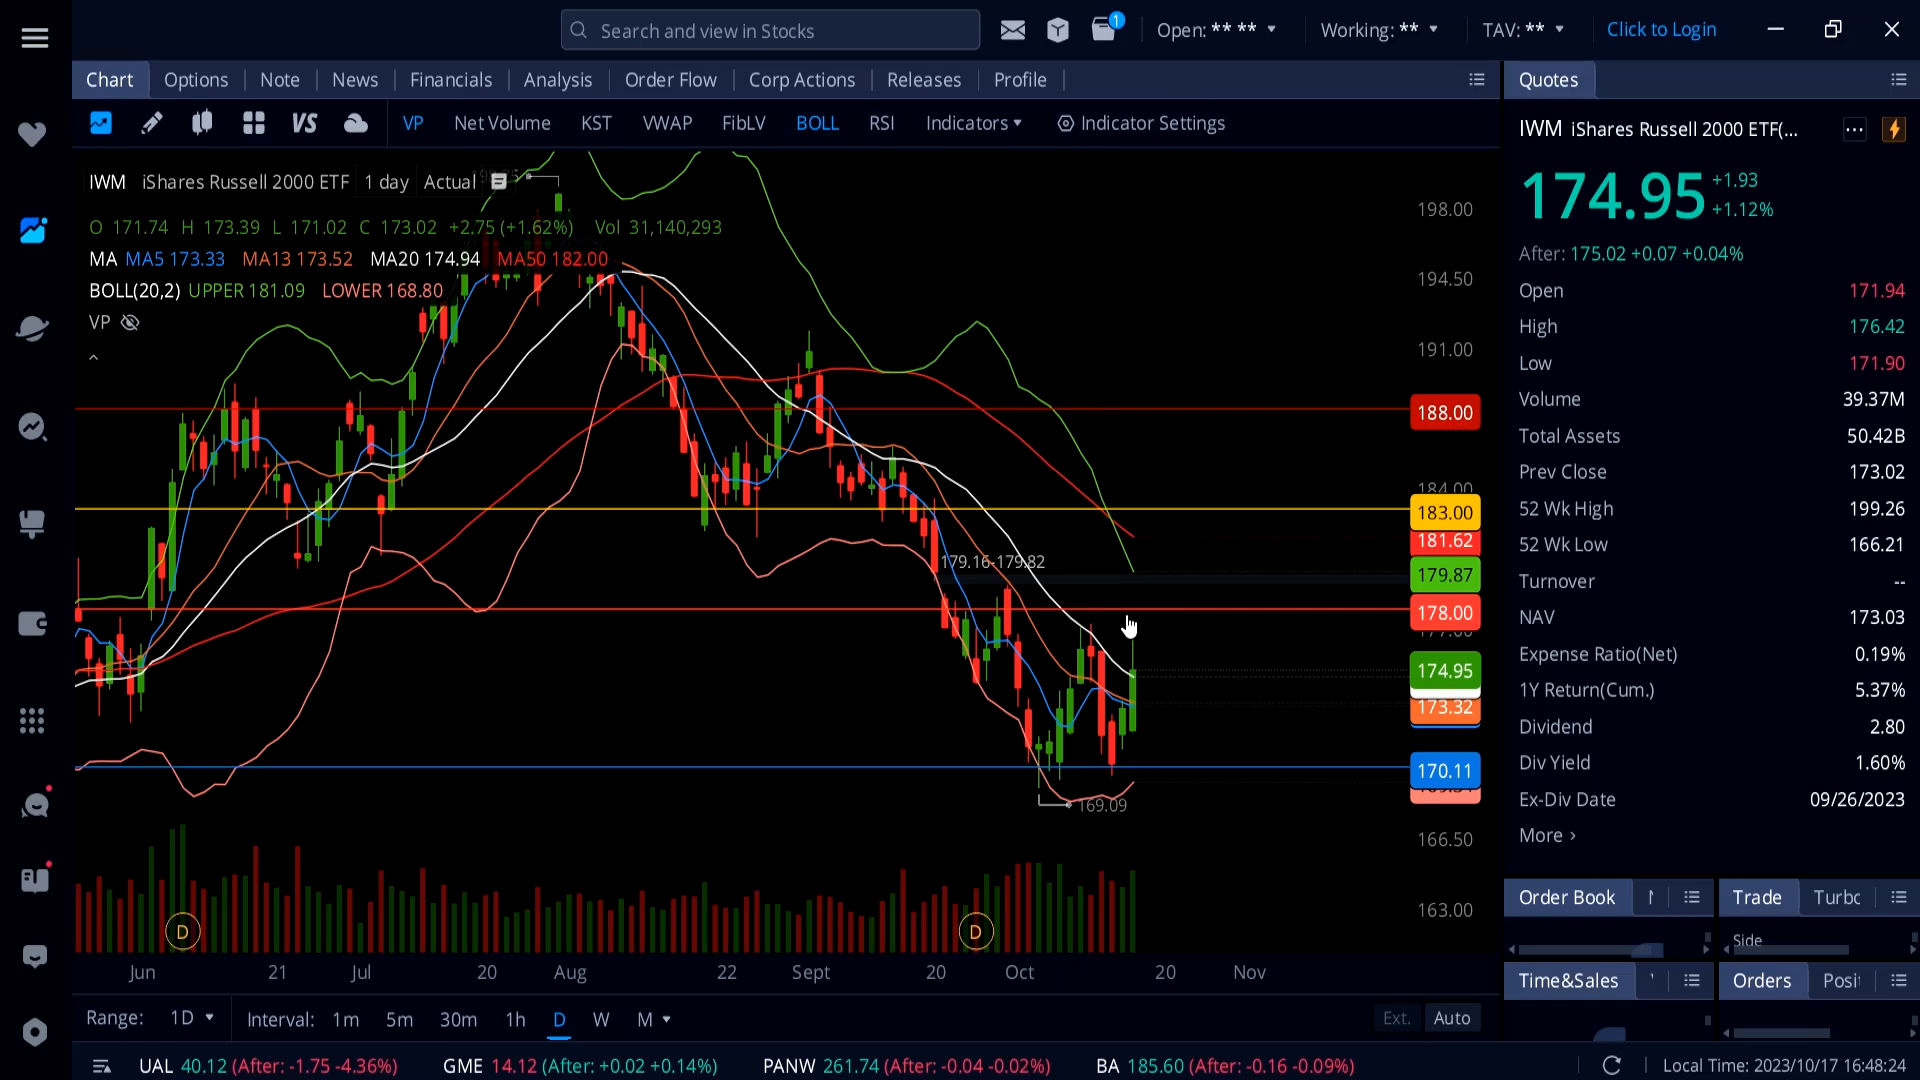 Search and view in Stocks
1
Open: ** **
Working: **
TAV: **
Click to Login
Chart
Options
Note
News
Financials
Analysis
Order Flow
Corp Actions
Releases
Profile
Quotes
VS
VP
Net Volume
KST
VWAP
FibLV
BOLL
RSI
Indicators
Indicator Settings
IWM iShares Russell 2000 ETF 1 day Actual
O 171.74 H 173.39 L 171.02 C 173.02 +2.75 (+1.62%) Vol 31,140,293
MA MA5 173.33 MA13 173.52 MA20 174.94 MA50 182.00
BOLL(20,2) UPPER 181.09 LOWER 168.80
VP
179.16-179.82
169.09
198.00
194.50
191.00
188.00
184.00
183.00
181.62
179.87
178.00
177.00
174.95
173.32
170.11
166.50
163.00
D
D
Jun
21
Jul
20
Aug
22
Sept
20
Oct
20
Nov
Range: 1D
Interval: 1m 5m 30m 1h D W M
Ext.
Auto
IWM iShares Russell 2000 ETF(...
174.95
+1.93
+1.12%
After: 175.02 +0.07 +0.04%
Open 171.94
High 176.42
Low 171.90
Volume 39.37M
Total Assets 50.42B
Prev Close 173.02
52 Wk High 199.26
52 Wk Low 166.21
Turnover --
NAV 173.03
Expense Ratio(Net) 0.19%
1Y Return(Cum.) 5.37%
Dividend 2.80
Div Yield 1.60%
Ex-Div Date 09/26/2023
More ›
Order Book
Trade
Turbo
Side
Time&Sales
Orders
Posit
UAL 40.12 (After: -1.75 -4.36%)
GME 14.12 (After: +0.02 +0.14%)
PANW 261.74 (After: -0.04 -0.02%)
BA 185.60 (After: -0.16 -0.09%)
Local Time: 2023/10/17 16:48:24